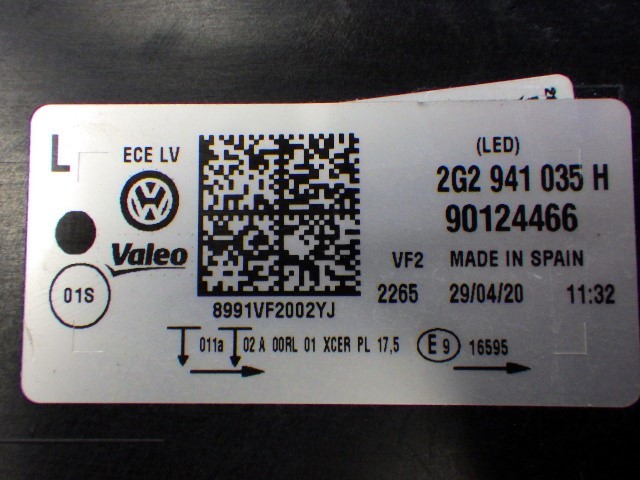 L
ECE LV
(LED)
2G2 941 035 H
90124466
Valeo
VF2 MADE IN SPAIN
01S
2265 29/04/20 11:32
8991VF2002YJ
011a 02 A 00RL 01 XCER PL 17,5 E9 16595